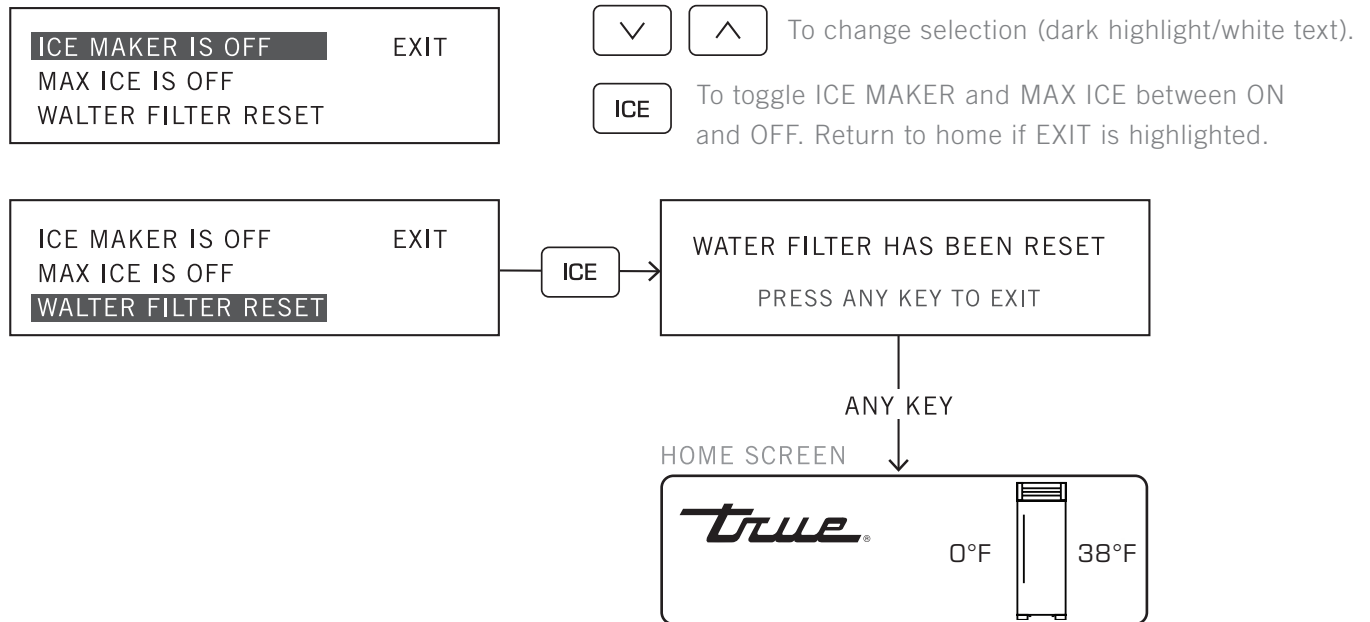 ICE MAKER IS OFF EXIT
MAX ICE IS OFF
WALTER FILTER RESET
To change selection (dark highlight/white text).
ICE To toggle ICE MAKER and MAX ICE between ON
and OFF. Return to home if EXIT is highlighted.
ICE MAKER IS OFF EXIT
MAX ICE IS OFF
WALTER FILTER RESET
ICE
WATER FILTER HAS BEEN RESET
PRESS ANY KEY TO EXIT
ANY KEY
HOME SCREEN
true®
0°F 38°F